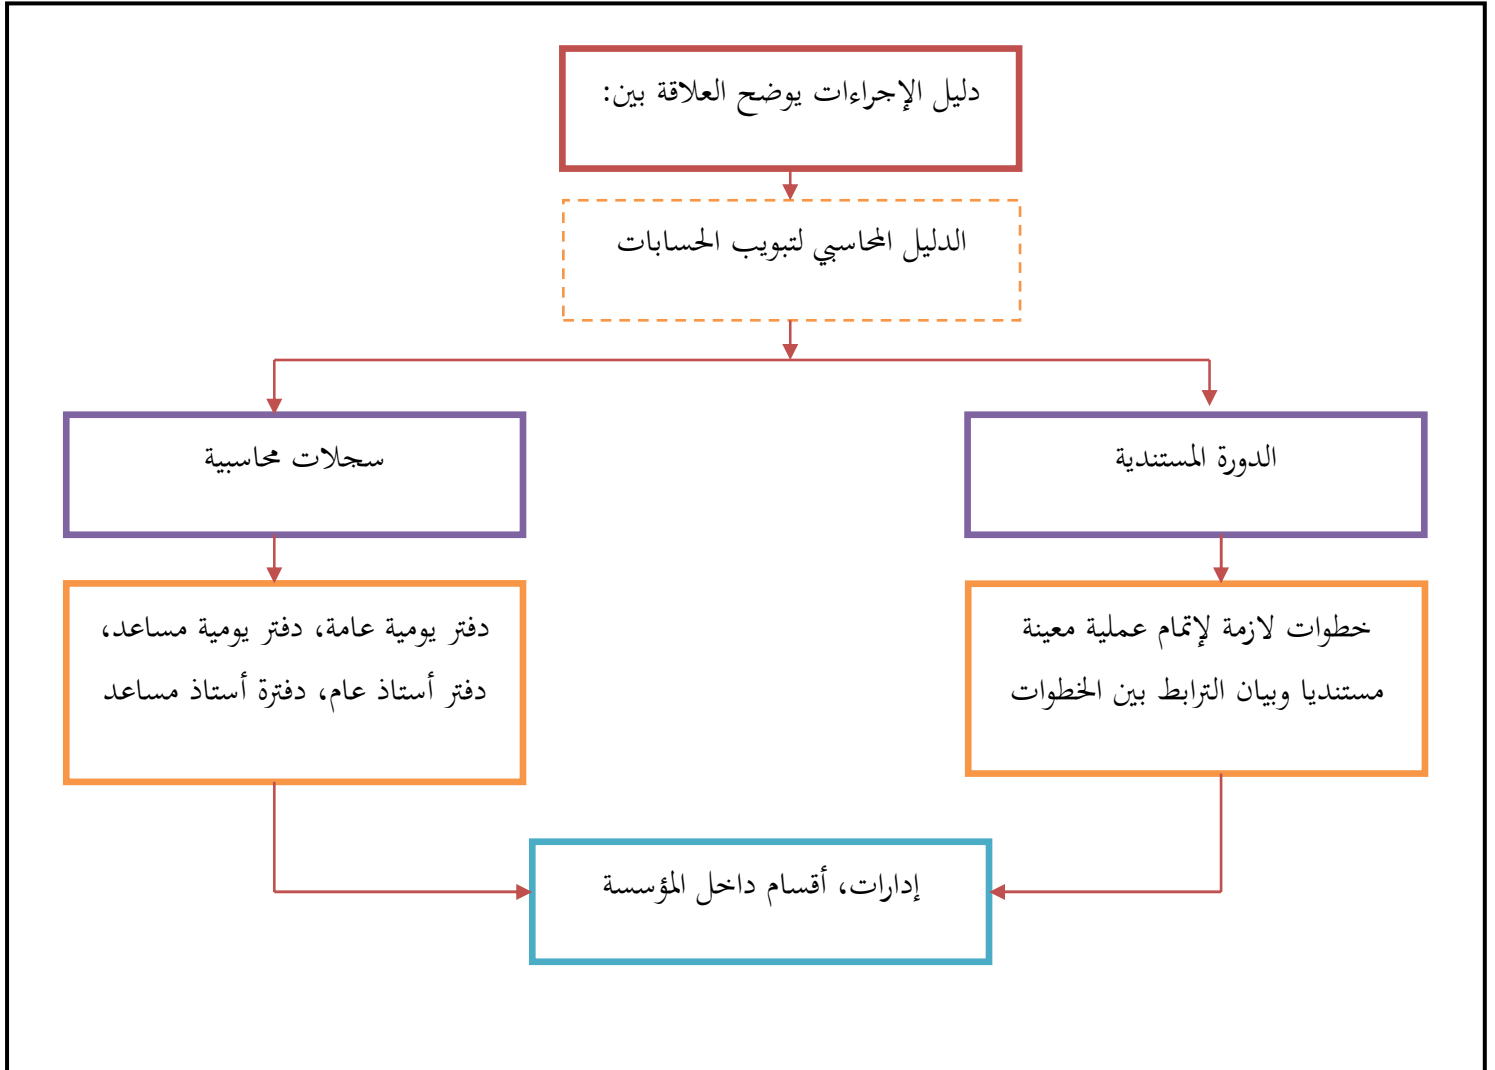 دليل الإجراءات يوضح العلاقة بين:
الدليل المحاسبي لتبويب الحسابات
الدورة المستندية
سجلات محاسبية
خطوات لازمة لإتمام عملية معينة
مستنديا وبيان الترابط بين الخطوات
دفتر يومية عامة، دفتر يومية مساعد،
دفتر أستاذ عام، دفترة أستاذ مساعد
إدارات، أقسام داخل المؤسسة